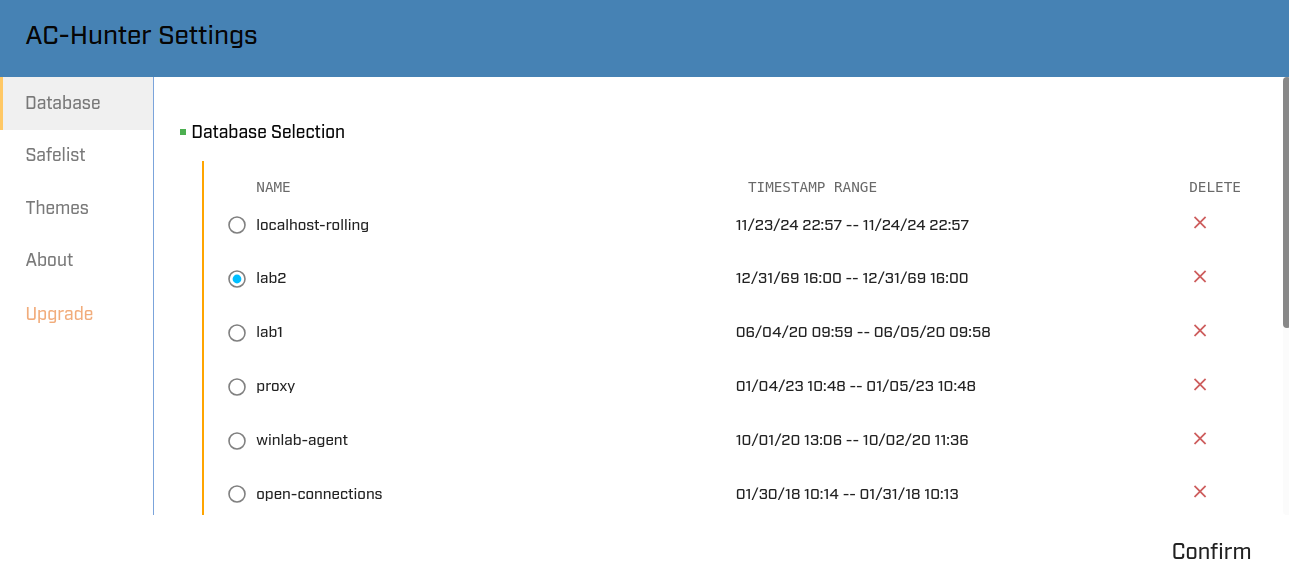 AC-Hunter Settings
Database
Safelist
Themes
About
Upgrade
Database Selection
NAME TIMESTAMP RANGE DELETE
localhost-rolling 11/23/24 22:57 -- 11/24/24 22:57
lab2 12/31/69 16:00 -- 12/31/69 16:00
lab1 06/04/20 09:59 -- 06/05/20 09:58
proxy 01/04/23 10:48 -- 01/05/23 10:48
winlab-agent 10/01/20 13:06 -- 10/02/20 11:36
open-connections 01/30/18 10:14 -- 01/31/18 10:13
Confirm